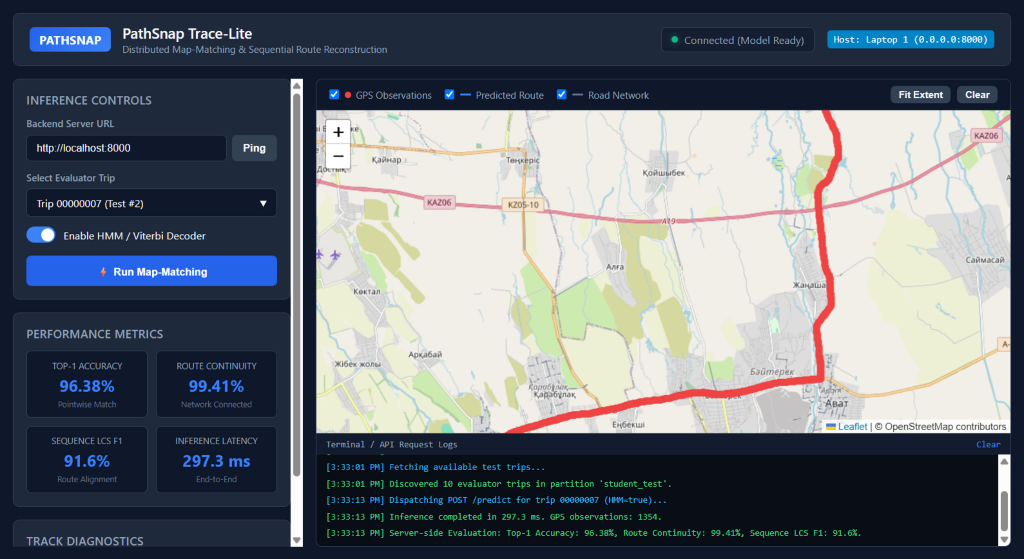 PATHSNAP
PathSnap Trace-Lite
Distributed Map-Matching & Sequential Route Reconstruction
Connected (Model Ready)
Host: Laptop 1 (0.0.0.0:8000)
INFERENCE CONTROLS
Backend Server URL
http://localhost:8000
Ping
Select Evaluator Trip
Trip 00000007 (Test #2)
Enable HMM / Viterbi Decoder
⚡ Run Map-Matching
PERFORMANCE METRICS
TOP-1 ACCURACY
96.38%
Pointwise Match
ROUTE CONTINUITY
99.41%
Network Connected
SEQUENCE LCS F1
91.6%
Route Alignment
INFERENCE LATENCY
297.3 ms
End-to-End
TRACK DIAGNOSTICS
GPS Observations
Predicted Route
Road Network
Fit Extent
Clear
+
−
Қайнар
Теңкеріс
Қойшыбек
KAZ06
KAZ06
KZ05-10
A19
Алға
Саймасай
Көктал
Жаңаша
Жібек жолы
Арқабай
Қарабұлақ
Қарабұлақ
Байтерек
Ават
Еңбекші
A-
Leaflet | © OpenStreetMap contributors
Terminal / API Request Logs
Clear
[3:33:01 PM] Fetching available test trips...
[3:33:01 PM] Discovered 10 evaluator trips in partition 'student_test'.
[3:33:13 PM] Dispatching POST /predict for trip 00000007 (HMM=true)...
[3:33:13 PM] Inference completed in 297.3 ms. GPS observations: 1354.
[3:33:13 PM] Server-side Evaluation: Top-1 Accuracy: 96.38%, Route Continuity: 99.41%, Sequence LCS F1: 91.6%.